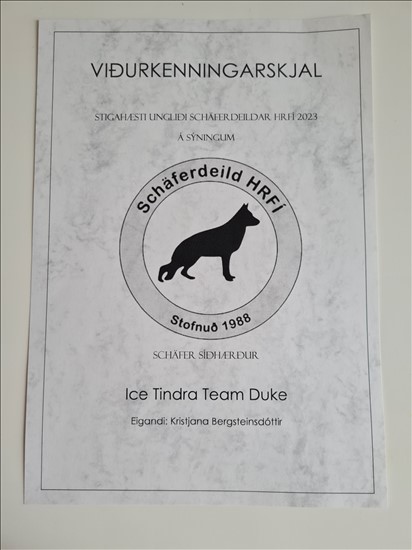 VIÐURKENNINGARSKJAL
STIGAHÆSTI UNGLIÐI SCHÄFERDEILDAR HRFÍ 2023
Á SÝNINGUM
Schäferdeild HRFÍ
Stofnuð 1988
SCHÄFER SÍÐHÆRÐUR
Ice Tindra Team Duke
Eigandi: Kristjana Bergsteinsdóttir